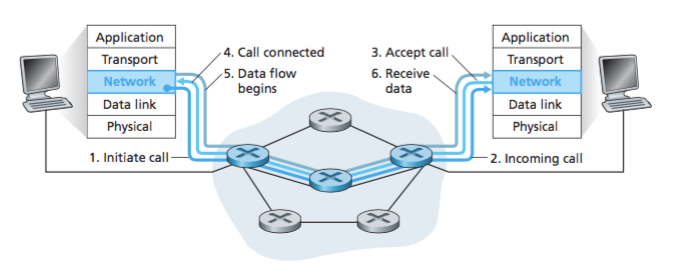 Application
Transport
Network
Data link
Physical
4. Call connected
5. Data flow
begins
1. Initiate call
3. Accept call
6. Receive
data
2. Incoming call
Application
Transport
Network
Data link
Physical